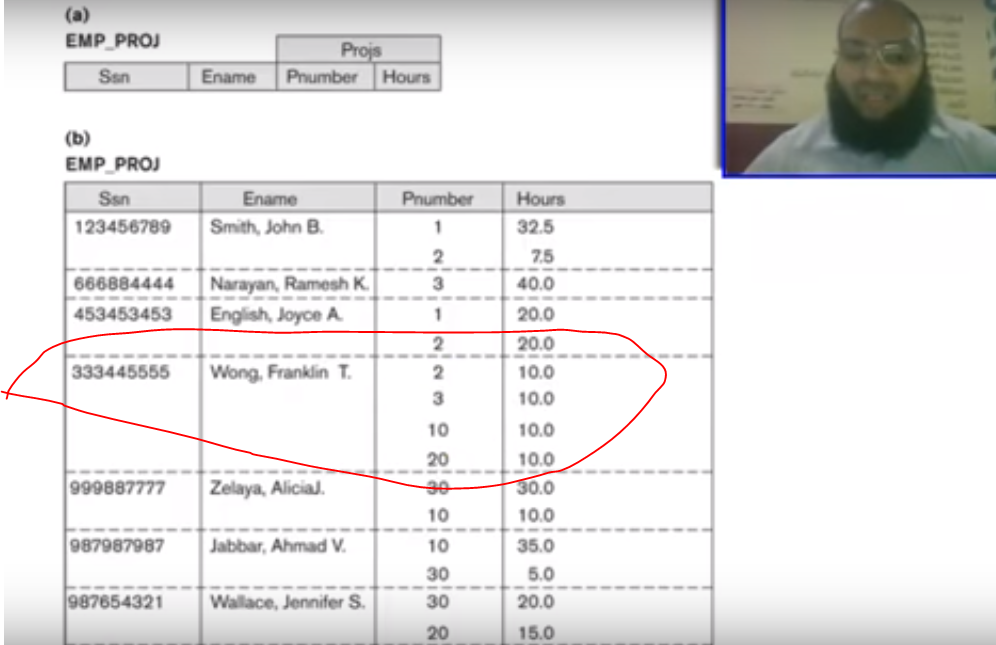 (a)
EMP_PROJ
Projs
Ssn Ename Pnumber Hours
(b)
EMP_PROJ
Ssn Ename Pnumber Hours
123456789 Smith, John B. 1 32.5
2 7.5
666884444 Narayan, Ramesh K. 3 40.0
453453453 English, Joyce A. 1 20.0
2 20.0
333445555 Wong, Franklin T. 2 10.0
3 10.0
10 10.0
20 10.0
999887777 Zelaya, AliciaJ. 30 30.0
10 10.0
987987987 Jabbar, Ahmad V. 10 35.0
30 5.0
987654321 Wallace, Jennifer S. 30 20.0
20 15.0